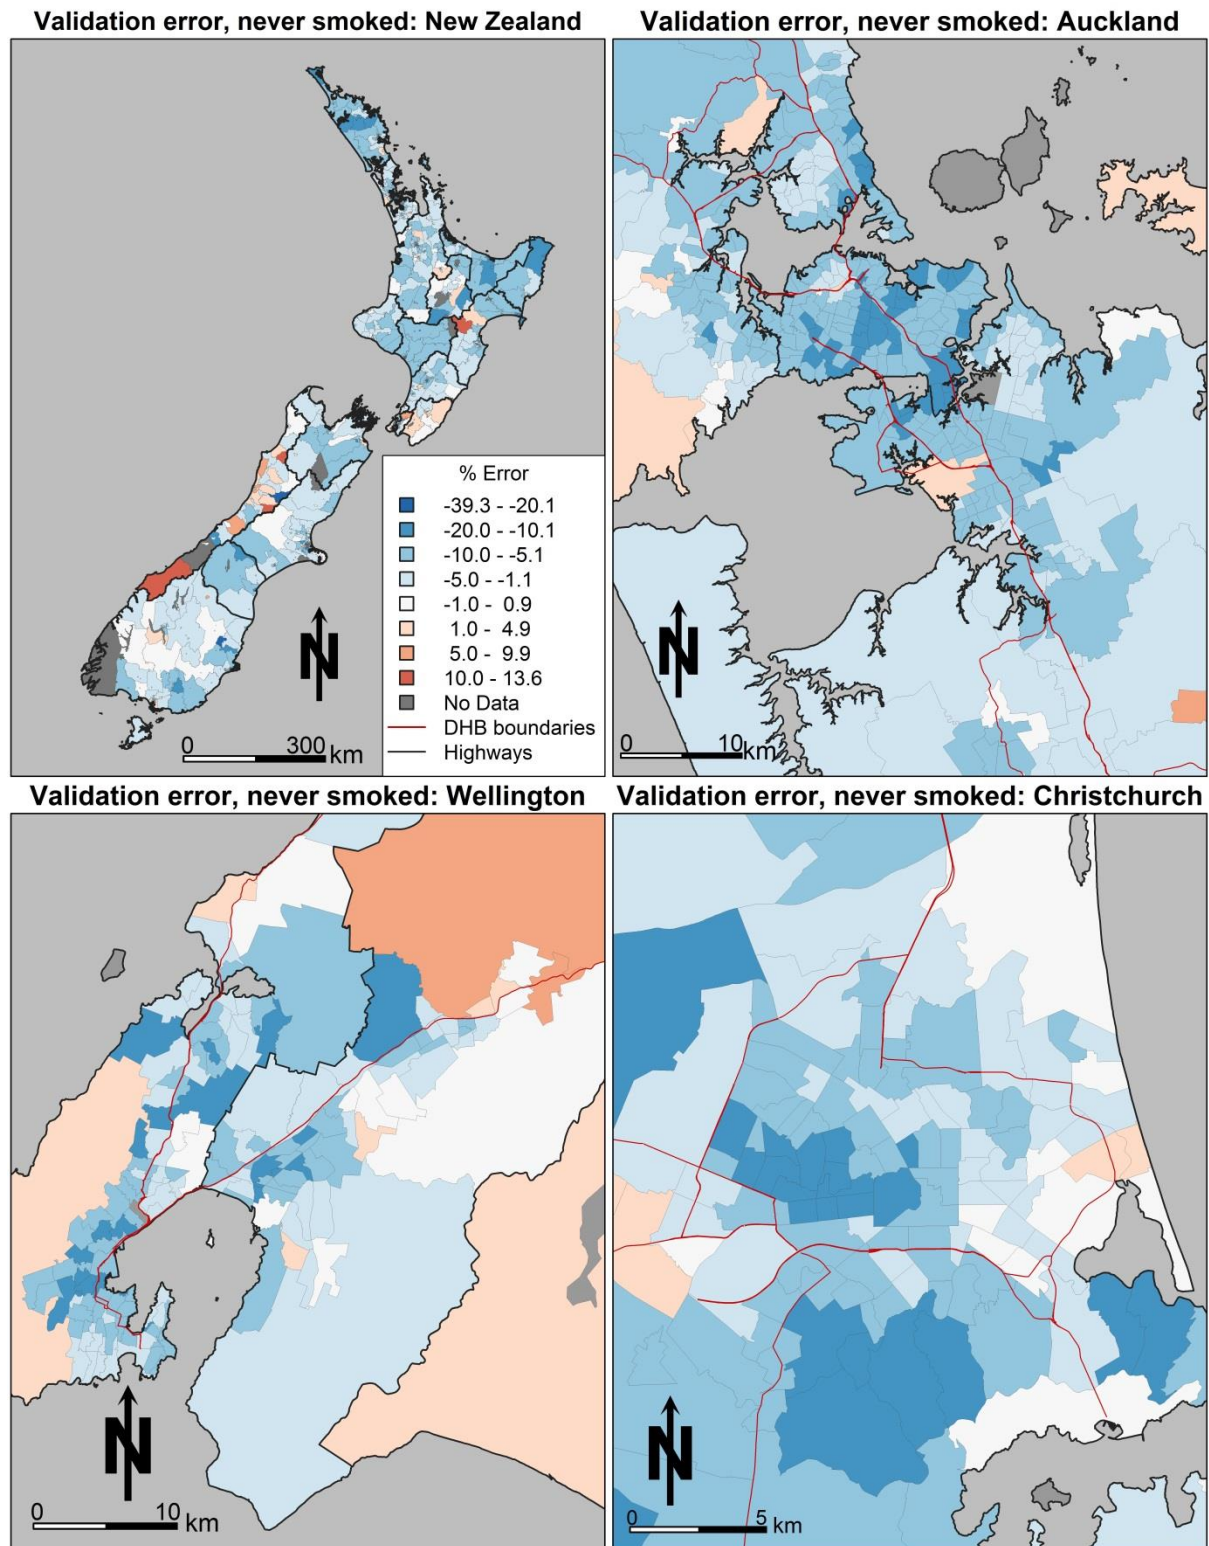 Validation error, never smoked: New Zealand
Validation error, never smoked: Auckland
% Error
-39.3 - -20.1
-20.0 - -10.1
-10.0 - -5.1
-5.0 - -1.1
-1.0 - 0.9
1.0 - 4.9
5.0 - 9.9
10.0 - 13.6
No Data
DHB boundaries
Highways
N
0 300 km
N
0 10 km
Validation error, never smoked: Wellington
Validation error, never smoked: Christchurch
N
0 10 km
N
0 5 km